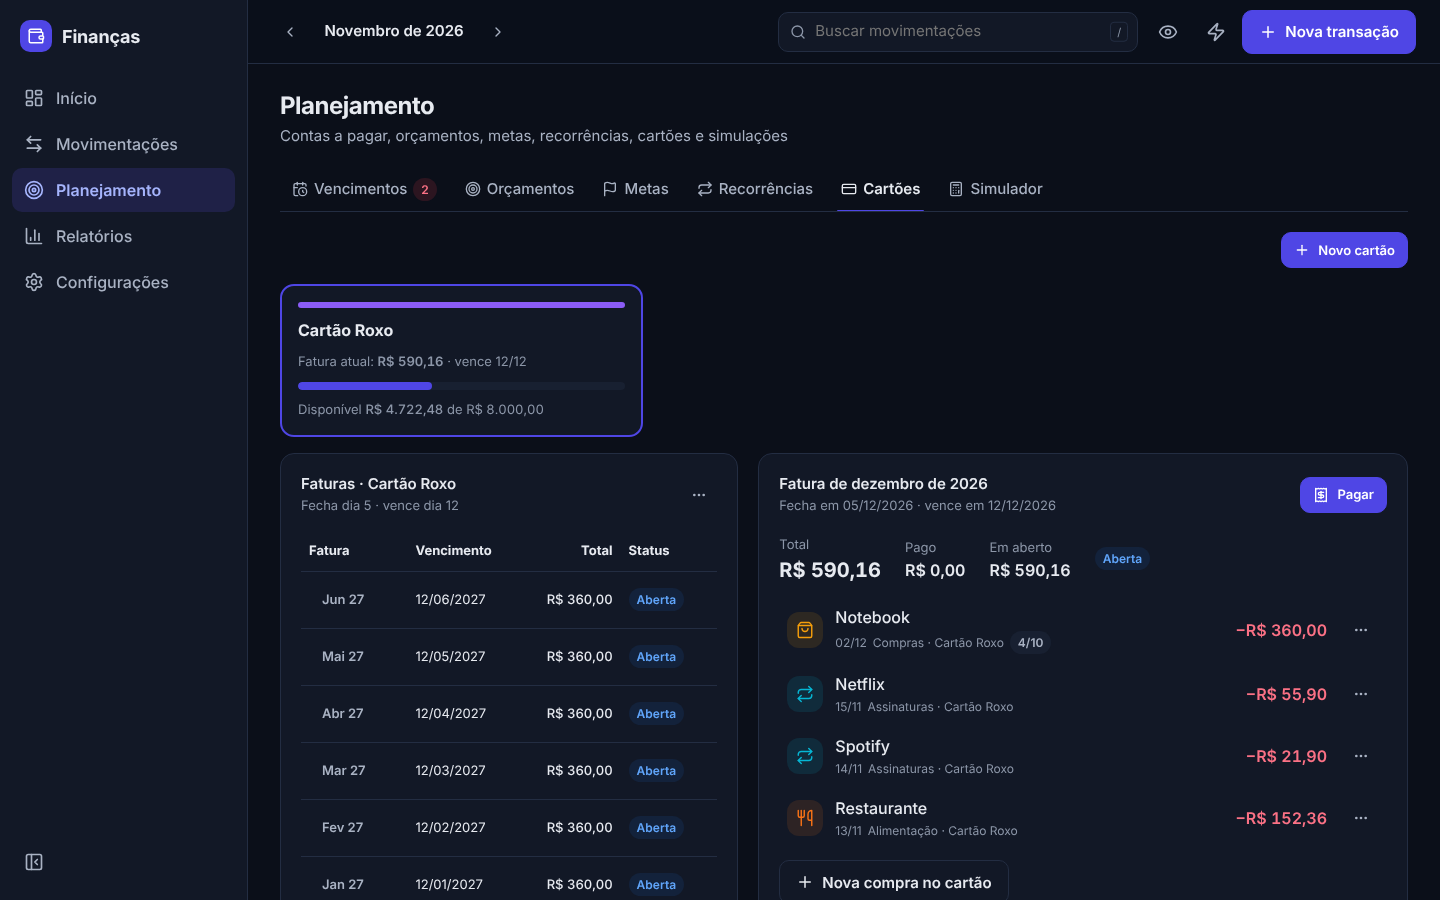 Finanças
Início
Movimentações
Planejamento
Relatórios
Configurações
Novembro de 2026
Buscar movimentações
/
Nova transação
Planejamento
Contas a pagar, orçamentos, metas, recorrências, cartões e simulações
Vencimentos 2
Orçamentos
Metas
Recorrências
Cartões
Simulador
Novo cartão
Cartão Roxo
Fatura atual: R$ 590,16 · vence 12/12
Disponível R$ 4.722,48 de R$ 8.000,00
Faturas · Cartão Roxo
Fecha dia 5 · vence dia 12
Fatura Vencimento Total Status
Jun 27 12/06/2027 R$ 360,00 Aberta
Mai 27 12/05/2027 R$ 360,00 Aberta
Abr 27 12/04/2027 R$ 360,00 Aberta
Mar 27 12/03/2027 R$ 360,00 Aberta
Fev 27 12/02/2027 R$ 360,00 Aberta
Jan 27 12/01/2027 R$ 360,00 Aberta
Fatura de dezembro de 2026
Fecha em 05/12/2026 · vence em 12/12/2026
Pagar
Total Pago Em aberto
R$ 590,16 R$ 0,00 R$ 590,16 Aberta
Notebook
02/12 Compras · Cartão Roxo 4/10
−R$ 360,00
Netflix
15/11 Assinaturas · Cartão Roxo
−R$ 55,90
Spotify
14/11 Assinaturas · Cartão Roxo
−R$ 21,90
Restaurante
13/11 Alimentação · Cartão Roxo
−R$ 152,36
Nova compra no cartão